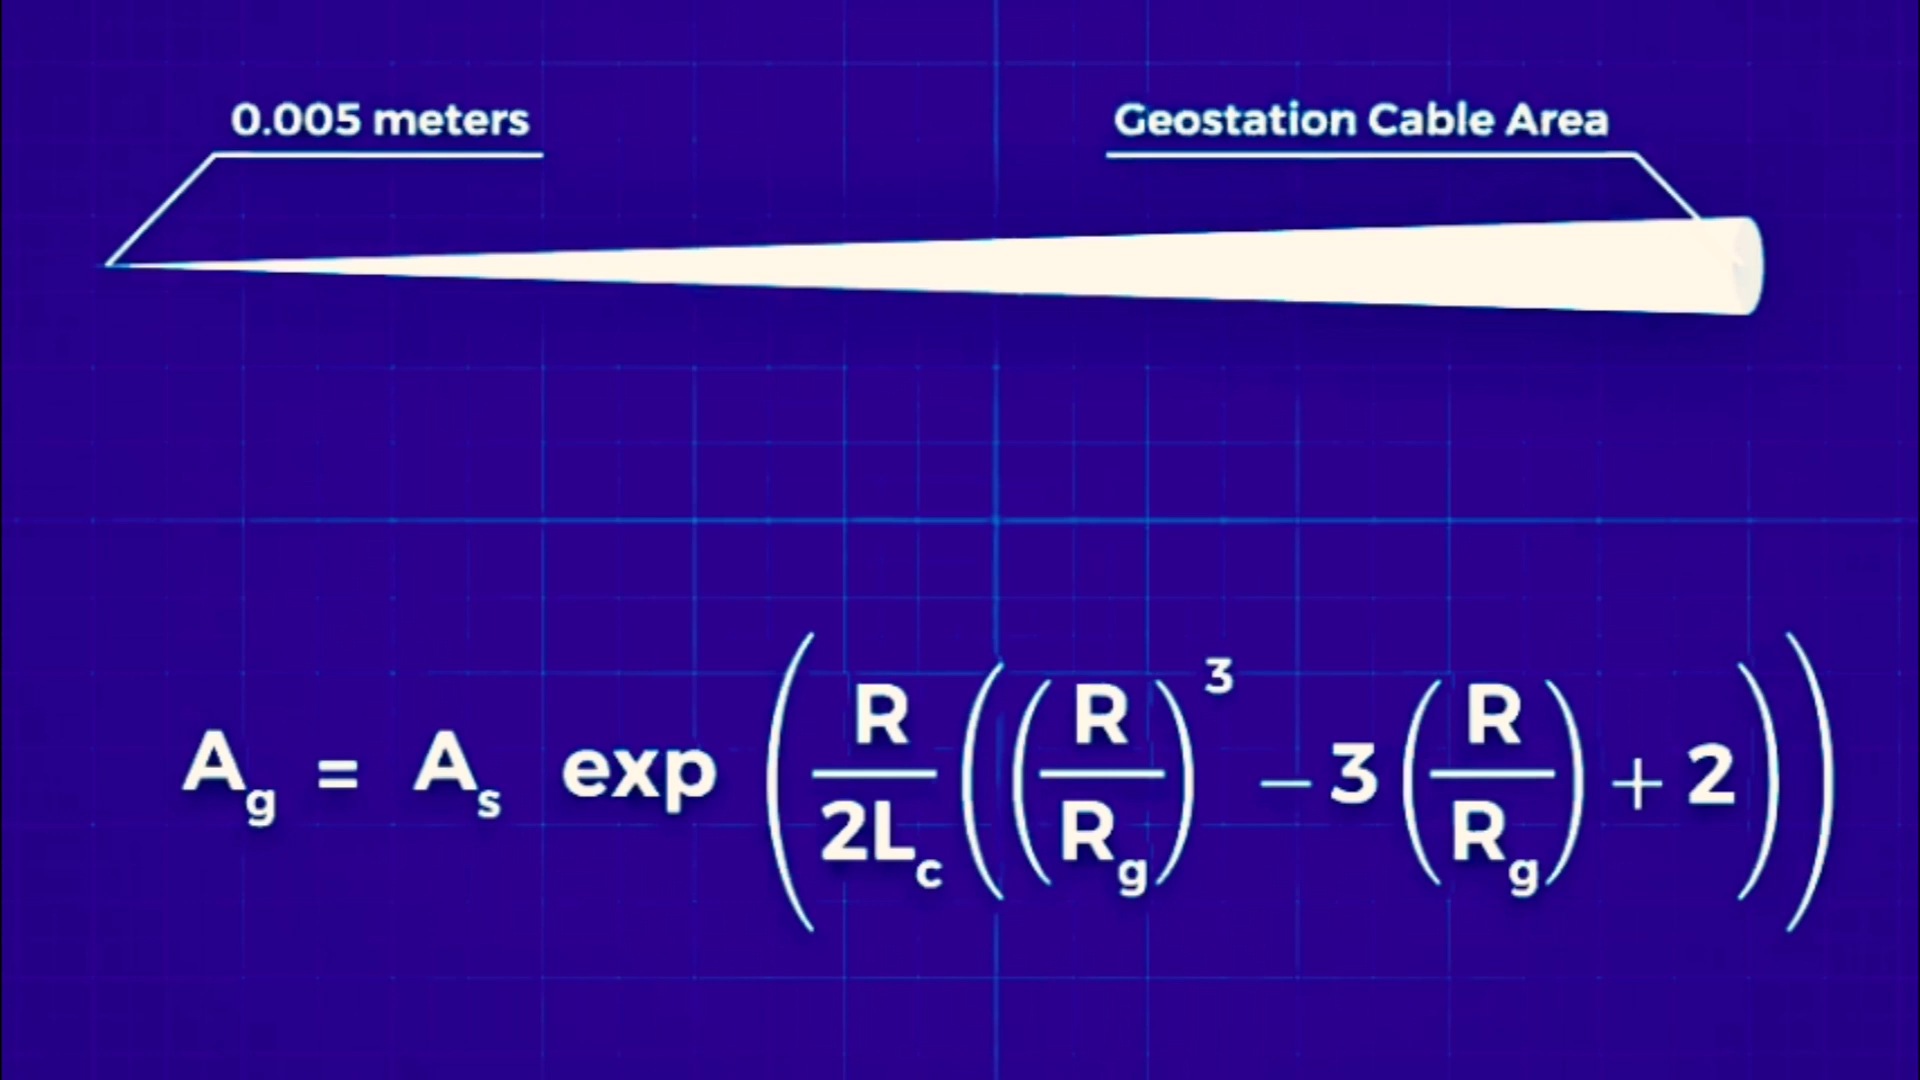 0.005 meters
Geostation Cable Area
A_g = A_s exp (R/2L_c ((R/R_g)^3 − 3 (R/R_g) + 2))